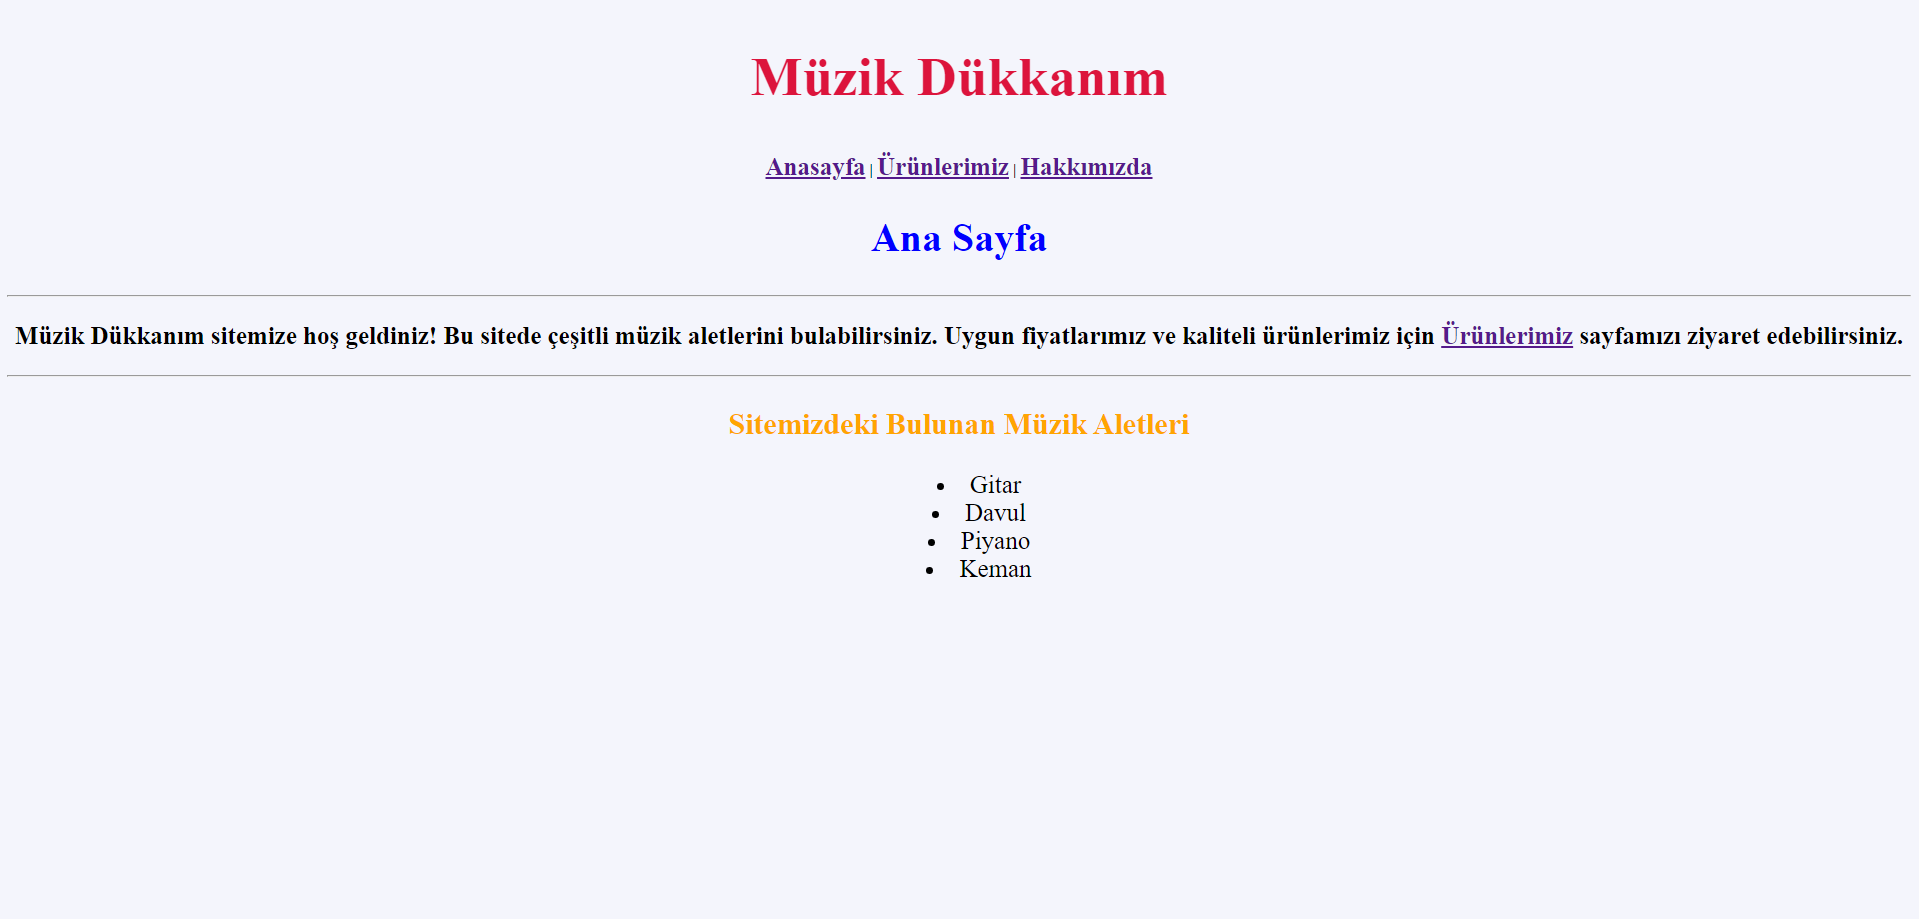 Müzik Dükkanım
Anasayfa | Ürünlerimiz | Hakkımızda
Ana Sayfa
Müzik Dükkanım sitemize hoş geldiniz! Bu sitede çeşitli müzik aletlerini bulabilirsiniz. Uygun fiyatlarımız ve kaliteli ürünlerimiz için Ürünlerimiz sayfamızı ziyaret edebilirsiniz.
Sitemizdeki Bulunan Müzik Aletleri
• Gitar
• Davul
• Piyano
• Keman